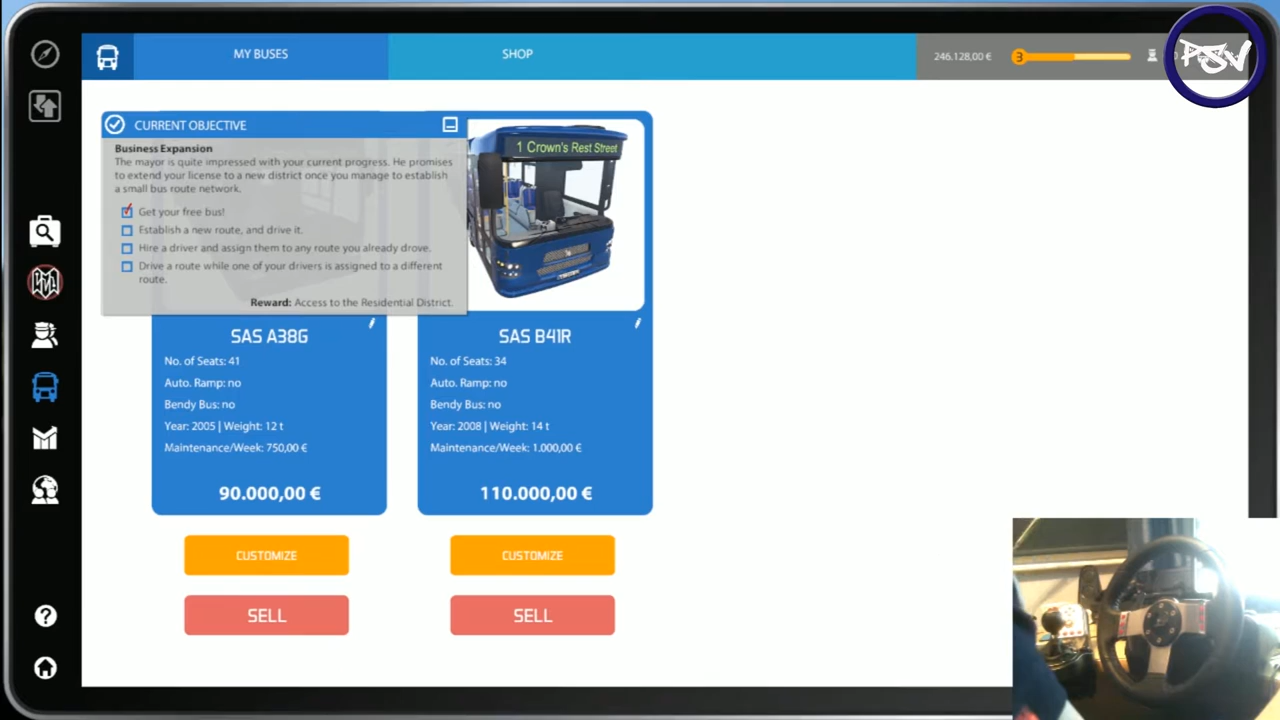 MY BUSES
SHOP
246.128,00 €
3
PSV
CURRENT OBJECTIVE
Business Expansion
The mayor is quite impressed with your current progress. He promises
to extend your license to a new district once you manage to establish
a small bus route network.
Get your free bus!
Establish a new route, and drive it.
Hire a driver and assign them to any route you already drove.
Drive a route while one of your drivers is assigned to a different
route.
Reward: Access to the Residential District.
1 Crown's Rest Street
SAS A38G
No. of Seats: 41
Auto. Ramp: no
Bendy Bus: no
Year: 2005 | Weight: 12 t
Maintenance/Week: 750,00 €
90.000,00 €
CUSTOMIZE
SELL
SAS B41R
No. of Seats: 34
Auto. Ramp: no
Bendy Bus: no
Year: 2008 | Weight: 14 t
Maintenance/Week: 1.000,00 €
110.000,00 €
CUSTOMIZE
SELL
?